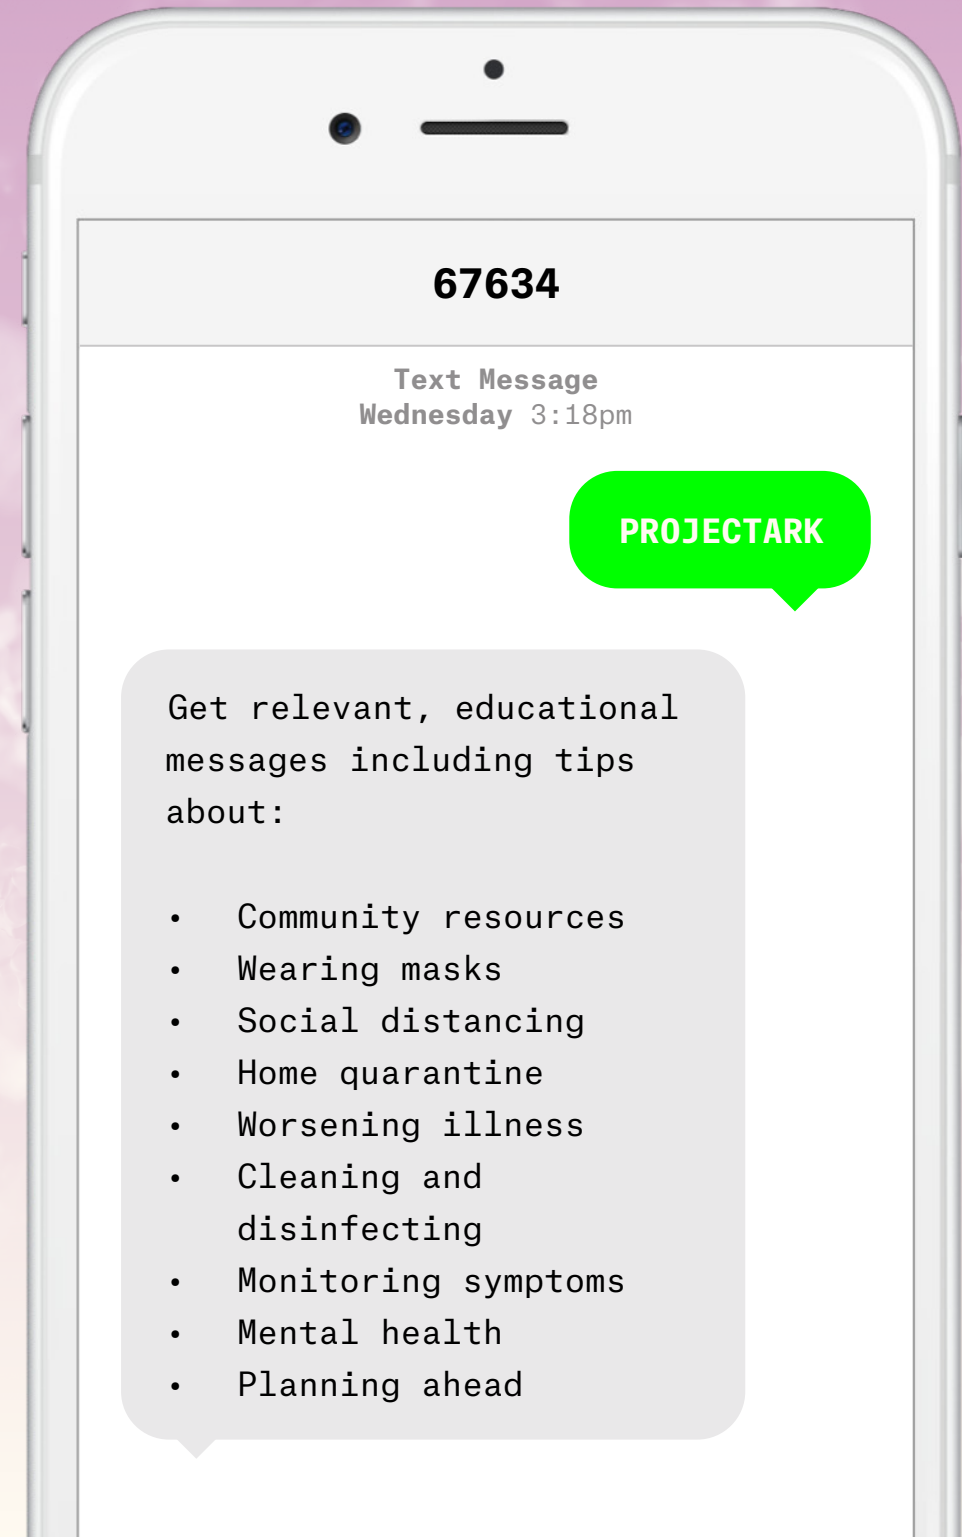 67634
Text Message
Wednesday 3:18pm
PROJECTARK
Get relevant, educational
messages including tips
about:
• Community resources
• Wearing masks
• Social distancing
• Home quarantine
• Worsening illness
• Cleaning and
disinfecting
• Monitoring symptoms
• Mental health
• Planning ahead